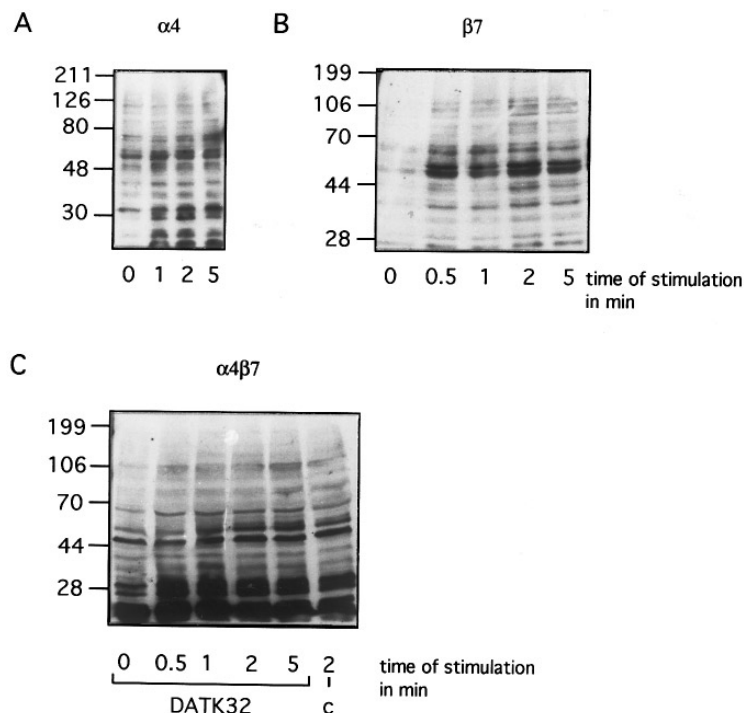 A α4
211
126
80
48
30
0 1 2 5
B β7
199
106
70
44
28
0 0.5 1 2 5 time of stimulation
in min
C α4β7
199
106
70
44
28
0 0.5 1 2 5 2 time of stimulation
in min
DATK32 c